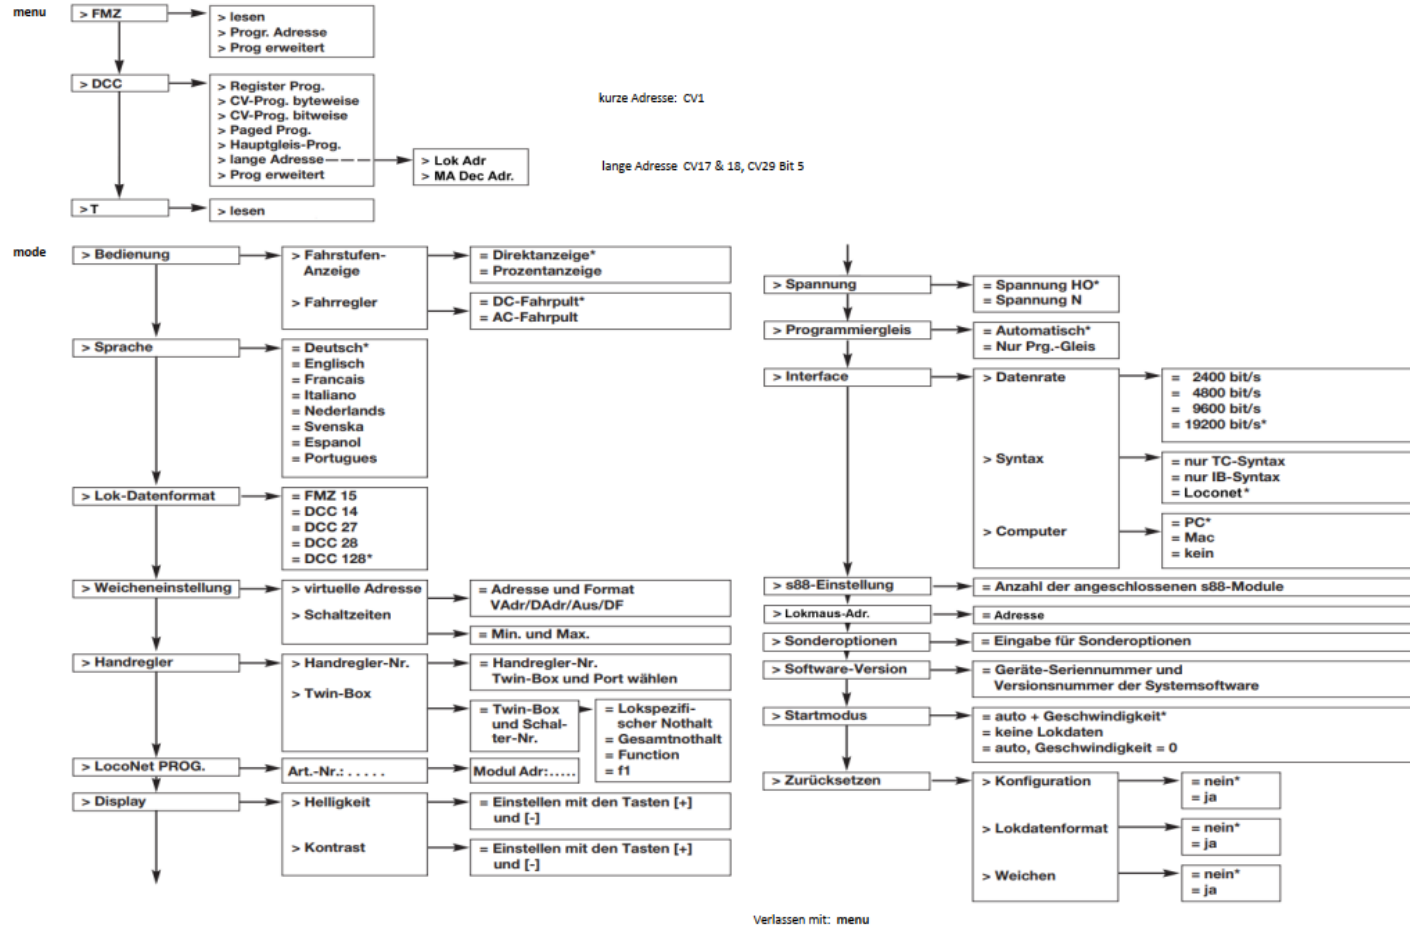 menu
> FMZ
> lesen
> Progr. Adresse
> Prog erweitert
> DCC
> Register Prog.
> CV-Prog. byteweise
> CV-Prog. bitweise
> Paged Prog.
> Hauptgleis-Prog.
> lange Adresse
> Prog erweitert
> Lok Adr
> MA Dec Adr.
kurze Adresse: CV1
lange Adresse CV17 & 18, CV29 Bit 5
>T
> lesen
mode
> Bedienung
> Fahrstufen-
Anzeige
= Direktanzeige*
= Prozentanzeige
> Fahrregler
= DC-Fahrpult*
= AC-Fahrpult
> Sprache
= Deutsch*
= Englisch
= Francais
= Italiano
= Nederlands
= Svenska
= Espanol
= Portugues
> Lok-Datenformat
= FMZ 15
= DCC 14
= DCC 27
= DCC 28
= DCC 128*
> Weicheneinstellung
> virtuelle Adresse
= Adresse und Format
VAdr/DAdr/Aus/DF
> Schaltzeiten
= Min. und Max.
> Handregler
> Handregler-Nr.
= Handregler-Nr.
Twin-Box und Port wählen
> Twin-Box
= Twin-Box
und Schal-
ter-Nr.
= Lokspezifi-
scher Nothalt
= Gesamtnothalt
= Function
= f1
> LocoNet PROG.
Art.-Nr.: . . . . .
Modul Adr:.....
> Display
> Helligkeit
= Einstellen mit den Tasten [+]
und [-]
> Kontrast
= Einstellen mit den Tasten [+]
und [-]
> Spannung
= Spannung HO*
= Spannung N
> Programmiergleis
= Automatisch*
= Nur Prg.-Gleis
> Interface
> Datenrate
= 2400 bit/s
= 4800 bit/s
= 9600 bit/s
= 19200 bit/s*
> Syntax
= nur TC-Syntax
= nur IB-Syntax
= Loconet*
> Computer
= PC*
= Mac
= kein
> s88-Einstellung
= Anzahl der angeschlossenen s88-Module
> Lokmaus-Adr.
= Adresse
> Sonderoptionen
= Eingabe für Sonderoptionen
> Software-Version
= Geräte-Seriennummer und
Versionsnummer der Systemsoftware
> Startmodus
= auto + Geschwindigkeit*
= keine Lokdaten
= auto, Geschwindigkeit = 0
> Zurücksetzen
> Konfiguration
= nein*
= ja
> Lokdatenformat
= nein*
= ja
> Weichen
= nein*
= ja
Verlassen mit: menu